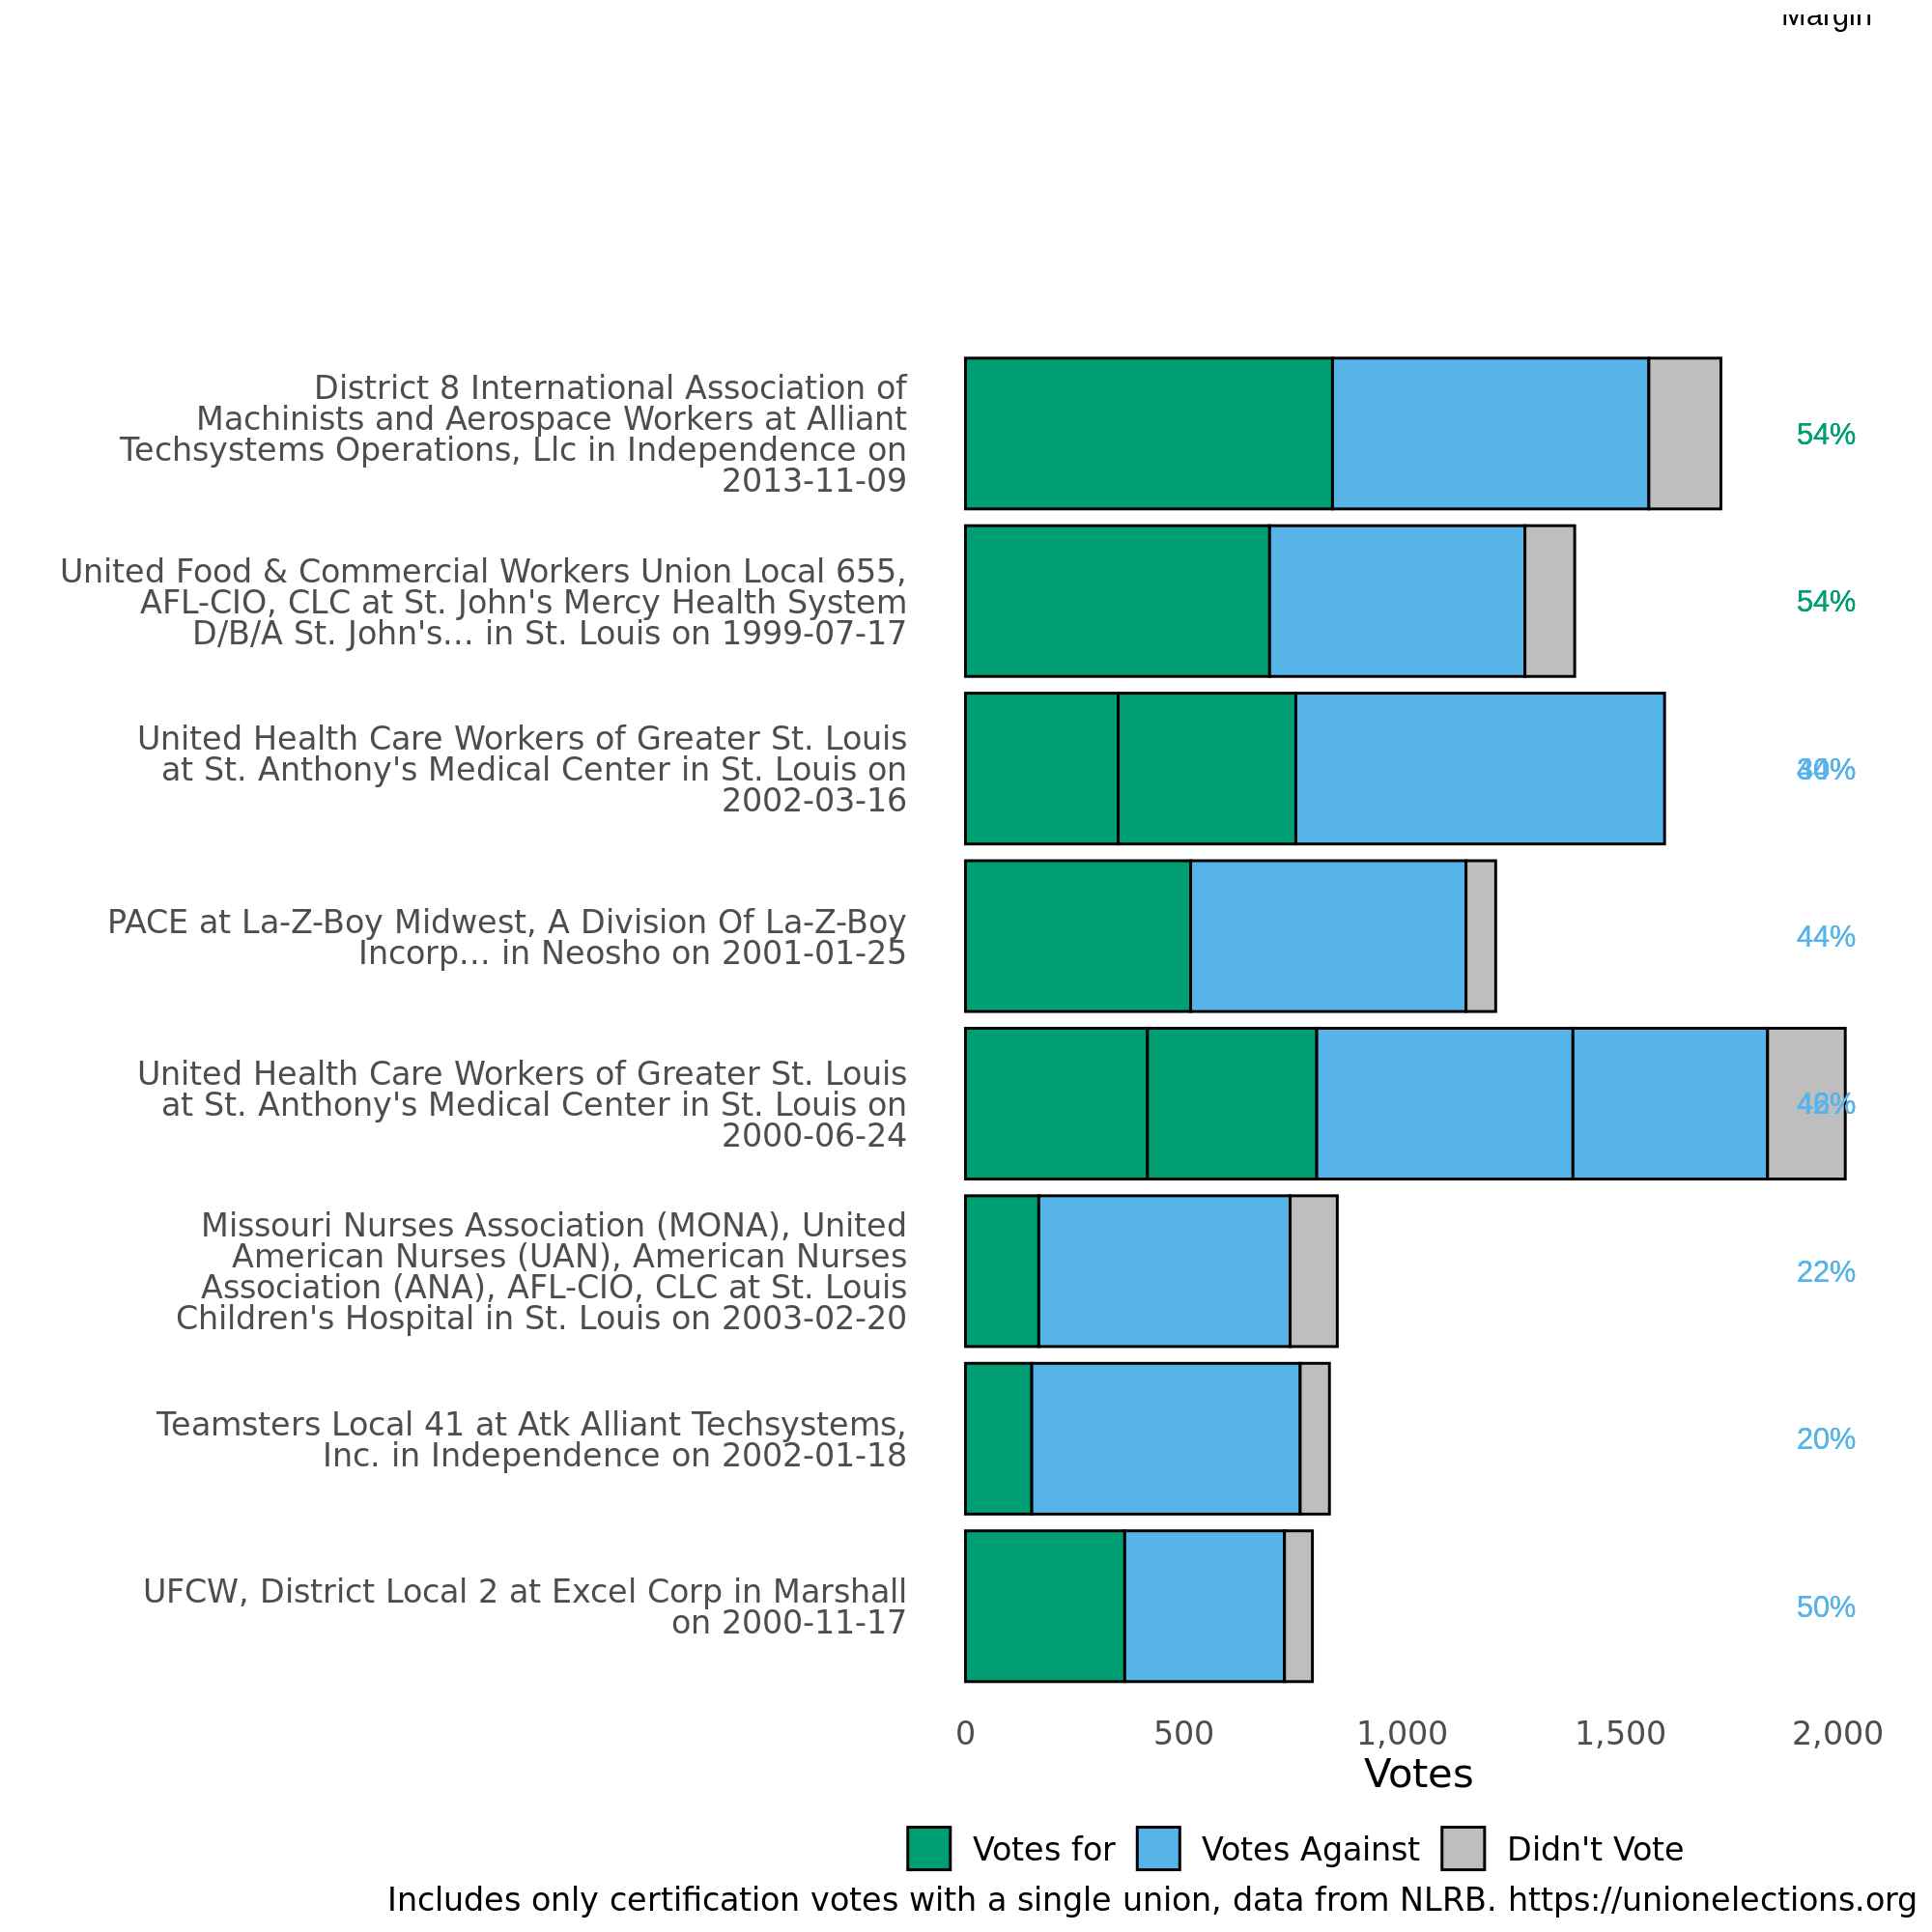 Margin
District 8 International Association of
Machinists and Aerospace Workers at Alliant
Techsystems Operations, Llc in Independence on
2013-11-09
54%
United Food & Commercial Workers Union Local 655,
AFL-CIO, CLC at St. John's Mercy Health System
D/B/A St. John's... in St. Louis on 1999-07-17
54%
United Health Care Workers of Greater St. Louis
at St. Anthony's Medical Center in St. Louis on
2002-03-16
PACE at La-Z-Boy Midwest, A Division Of La-Z-Boy
Incorp... in Neosho on 2001-01-25
44%
United Health Care Workers of Greater St. Louis
at St. Anthony's Medical Center in St. Louis on
2000-06-24
Missouri Nurses Association (MONA), United
American Nurses (UAN), American Nurses
Association (ANA), AFL-CIO, CLC at St. Louis
Children's Hospital in St. Louis on 2003-02-20
22%
Teamsters Local 41 at Atk Alliant Techsystems,
Inc. in Independence on 2002-01-18
20%
UFCW, District Local 2 at Excel Corp in Marshall
on 2000-11-17
50%
0 500 1,000 1,500 2,000
Votes
Votes for Votes Against Didn't Vote
Includes only certification votes with a single union, data from NLRB. https://unionelections.org